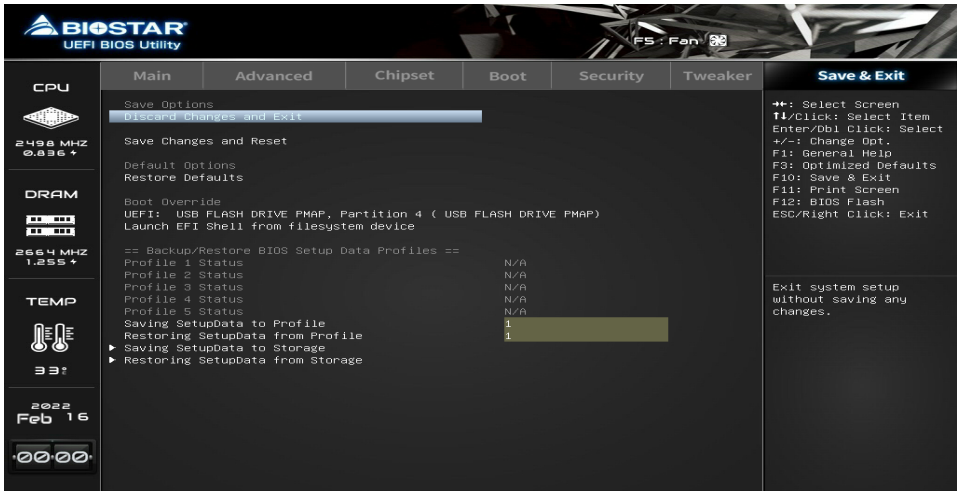 BIOSTAR®
UEFI BIOS Utility
F5 : Fan
Main Advanced Chipset Boot Security Tweaker Save & Exit
CPU
2498 MHZ
0.836
DRAM
2664 MHZ
1.255
TEMP
33°
2022
Feb 16
00:00
Save Options
Discard Changes and Exit
Save Changes and Reset
Default Options
Restore Defaults
Boot Override
UEFI: USB FLASH DRIVE PMAP, Partition 4 ( USB FLASH DRIVE PMAP)
Launch EFI Shell from filesystem device
== Backup/Restore BIOS Setup Data Profiles ==
Profile 1 Status N/A
Profile 2 Status N/A
Profile 3 Status N/A
Profile 4 Status N/A
Profile 5 Status N/A
Saving SetupData to Profile 1
Restoring SetupData from Profile 1
▶ Saving SetupData to Storage
▶ Restoring SetupData from Storage
→←: Select Screen
↑↓/Click: Select Item
Enter/Dbl Click: Select
+/-: Change Opt.
F1: General Help
F3: Optimized Defaults
F10: Save & Exit
F11: Print Screen
F12: BIOS Flash
ESC/Right Click: Exit
Exit system setup
without saving any
changes.